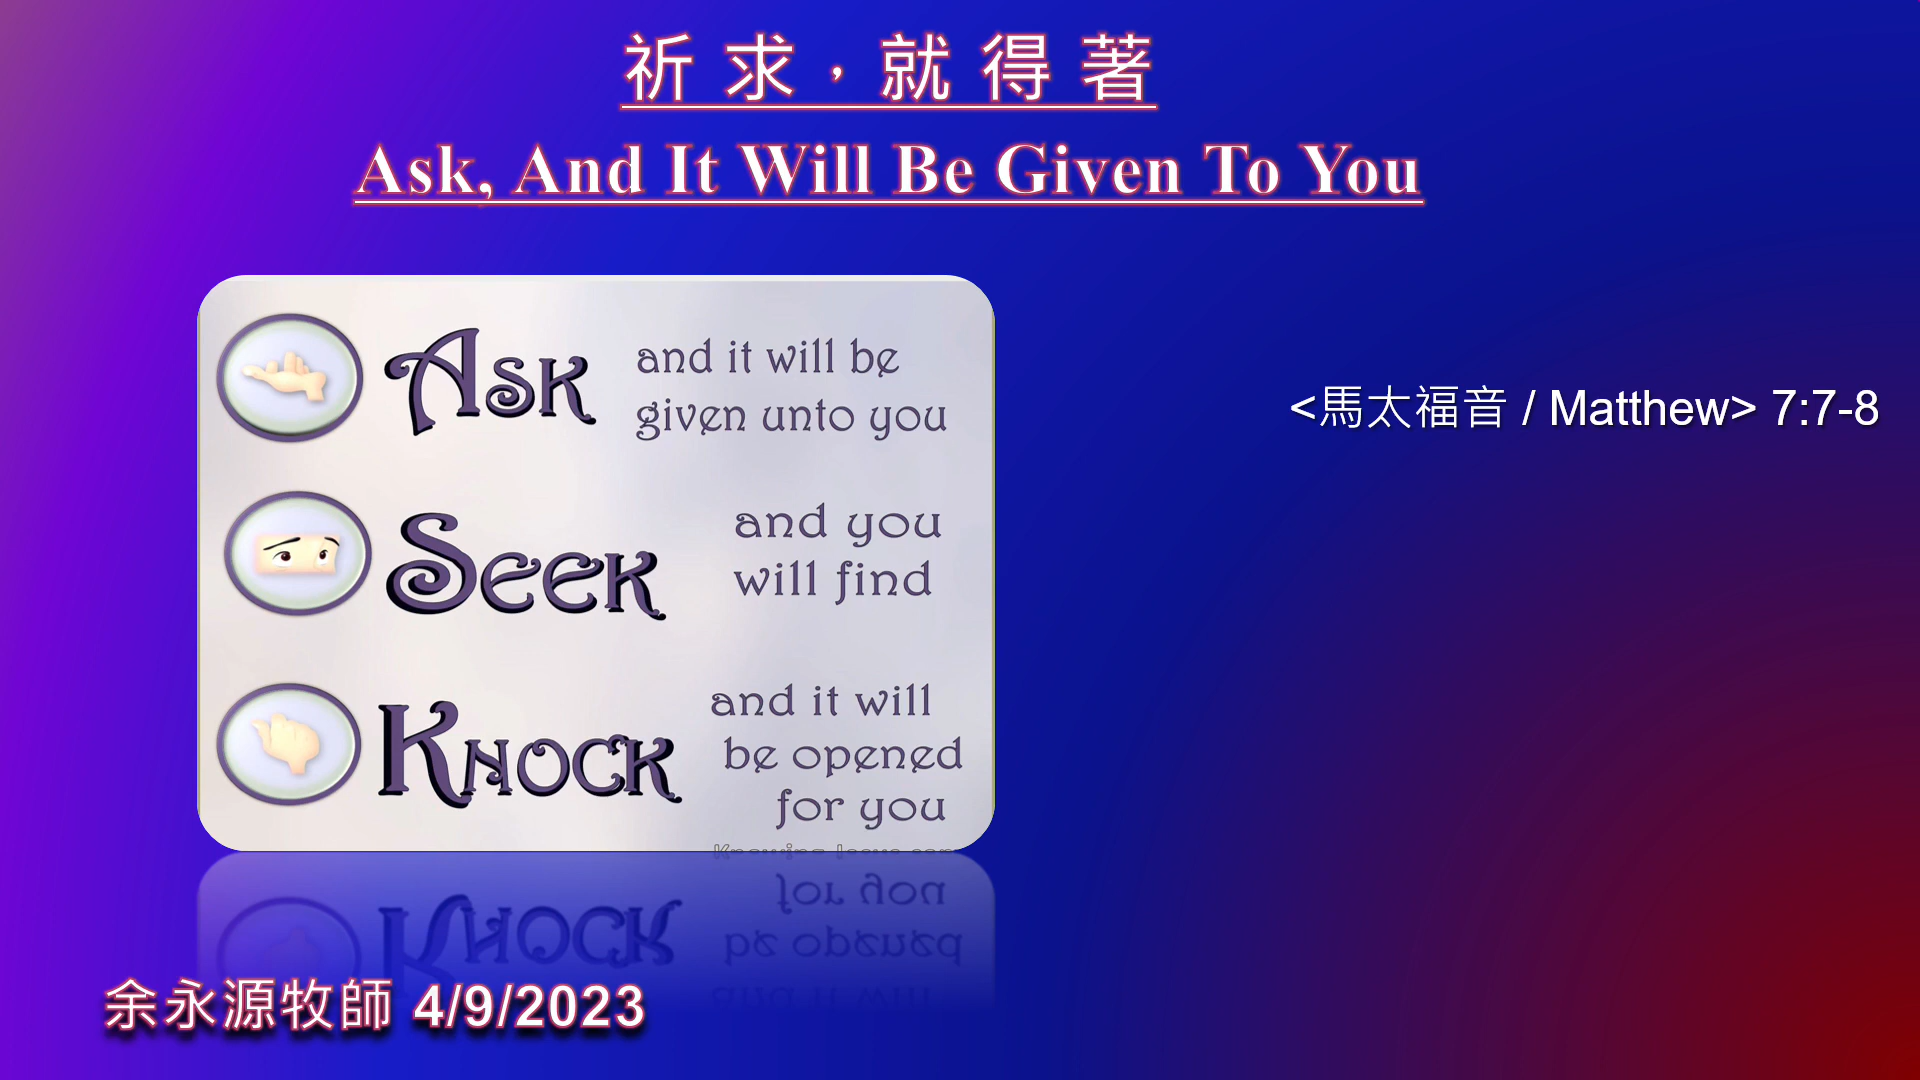 祈求，就得著
Ask, And It Will Be Given To You
Ask and it will be
given unto you
Seek and you
will find
Knock and it will
be opened
for you
<馬太福音 / Matthew> 7:7-8
余永源牧師 4/9/2023